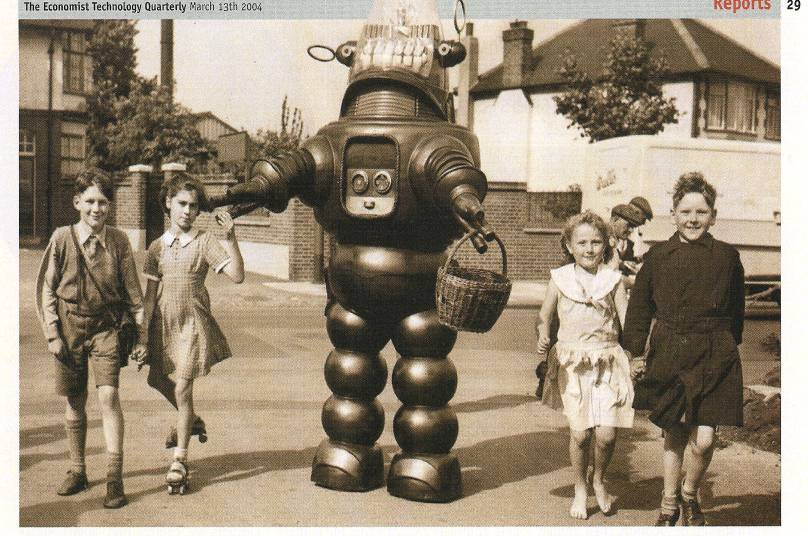 The Economist Technology Quarterly March 13th 2004
Reports 29